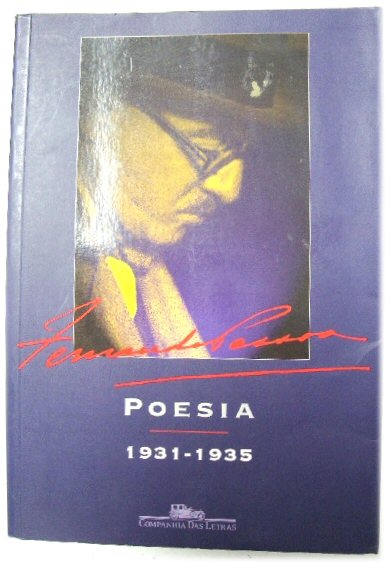 Fernando Pessoa
POESIA
1931-1935
COMPANHIA DAS LETRAS